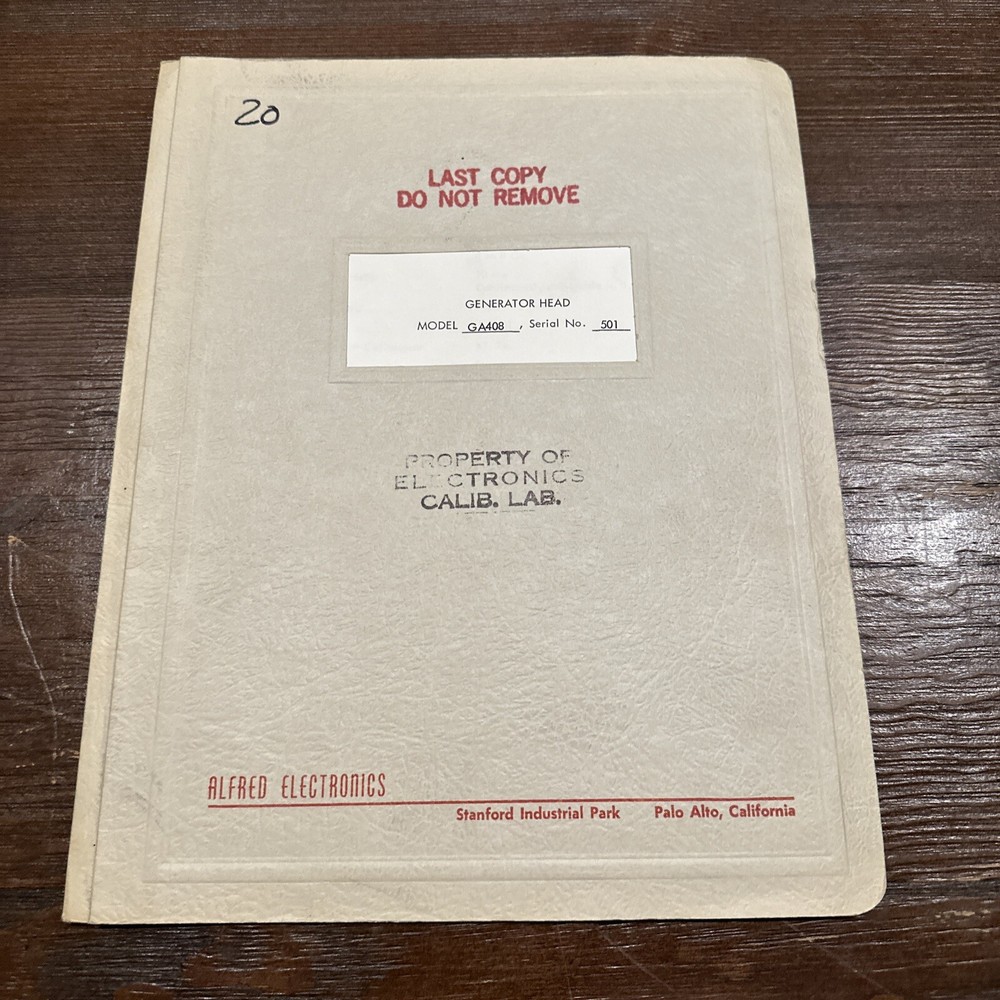 20
LAST COPY
DO NOT REMOVE
GENERATOR HEAD
MODEL GA408, Serial No. 501
PROPERTY OF
ELECTRONICS
CALIB. LAB.
ALFRED ELECTRONICS
Stanford Industrial Park Palo Alto, California